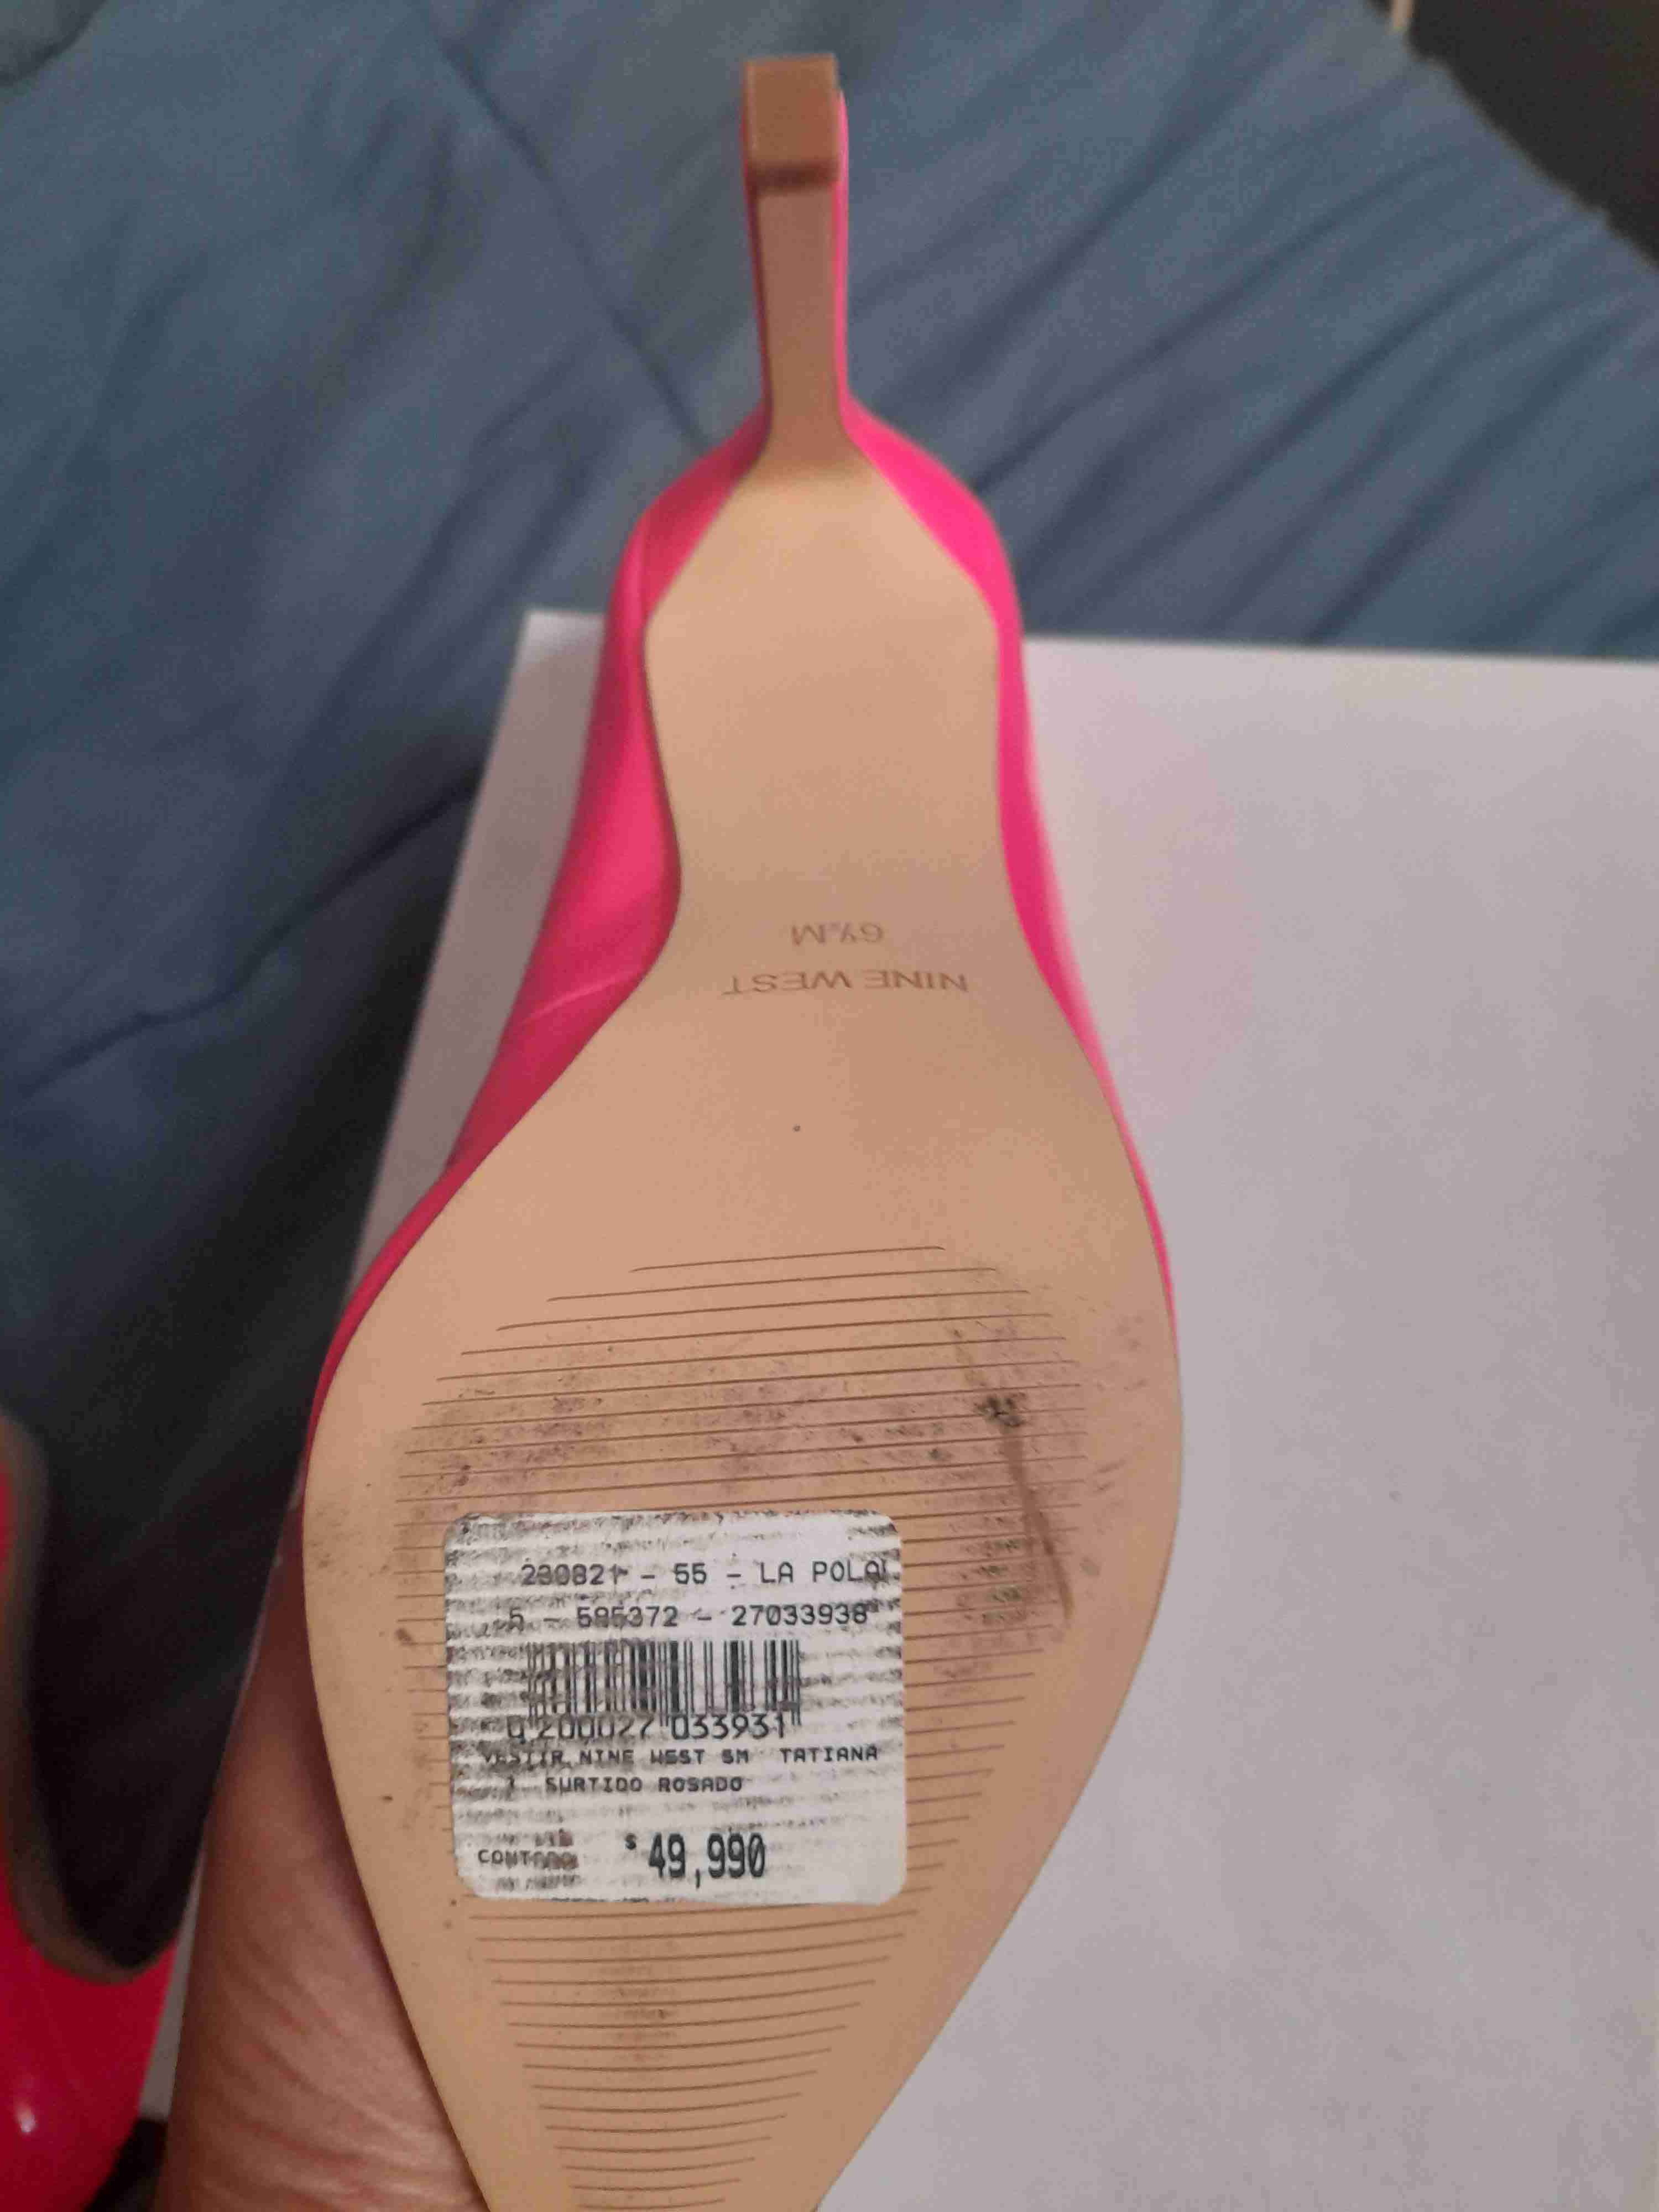 6½M
NINE WEST
230821 - 55 - LA POLA
5 - 585372 - 27033938
033931
VESTIR NINE WEST SM TATIANA
SURTIDO ROSADO
CONTADO $ 49,990